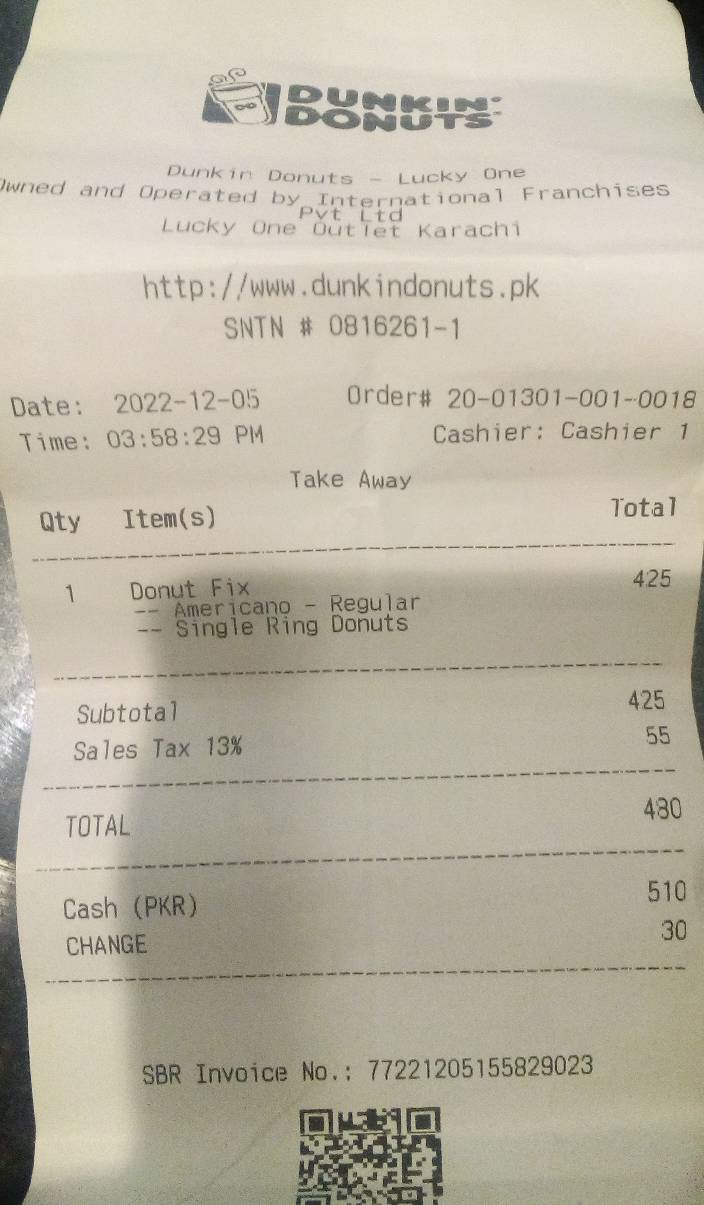 DUNKIN'
DONUTS
Dunkin Donuts - Lucky One
Owned and Operated by International Franchises
Pvt Ltd
Lucky One Outlet Karachi
http://www.dunkindonuts.pk
SNTN # 0816261-1
Date: 2022-12-05 Order# 20-01301-001-0018
Time: 03:58:29 PM Cashier: Cashier 1
Take Away
Qty Item(s) Total
1 Donut Fix 425
-- Americano - Regular
-- Single Ring Donuts
Subtotal 425
Sales Tax 13% 55
TOTAL 480
Cash (PKR) 510
CHANGE 30
SBR Invoice No.: 77221205155829023